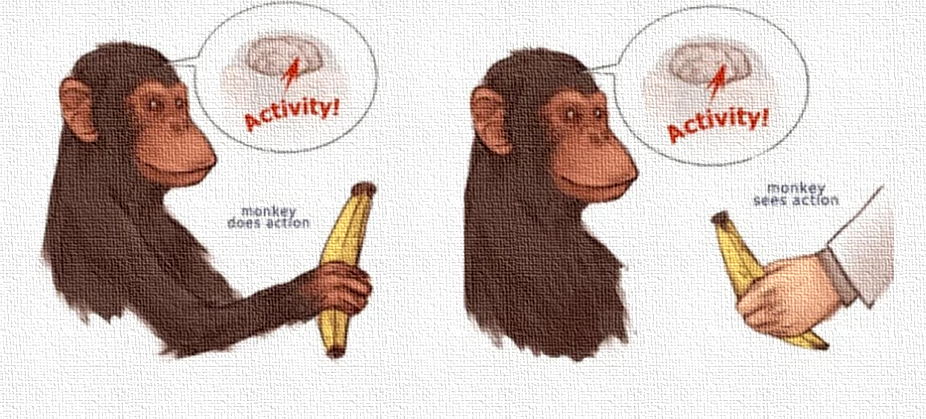 Activity!
monkey
does action
Activity!
monkey
sees action